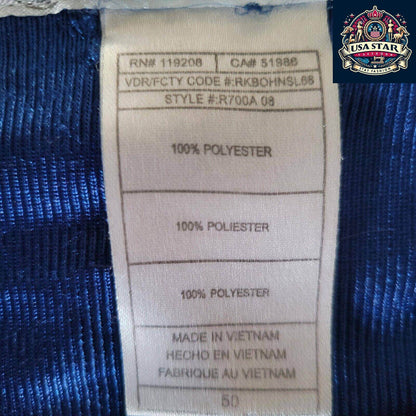 USA STAR
RN# 119208 CA# 51986
VDR/FCTY CODE #:RKBOHNSL68
STYLE #:R700A 08
100% POLYESTER
100% POLIESTER
100% POLYESTER
MADE IN VIETNAM
HECHO EN VIETNAM
FABRIQUE AU VIETNAM
50